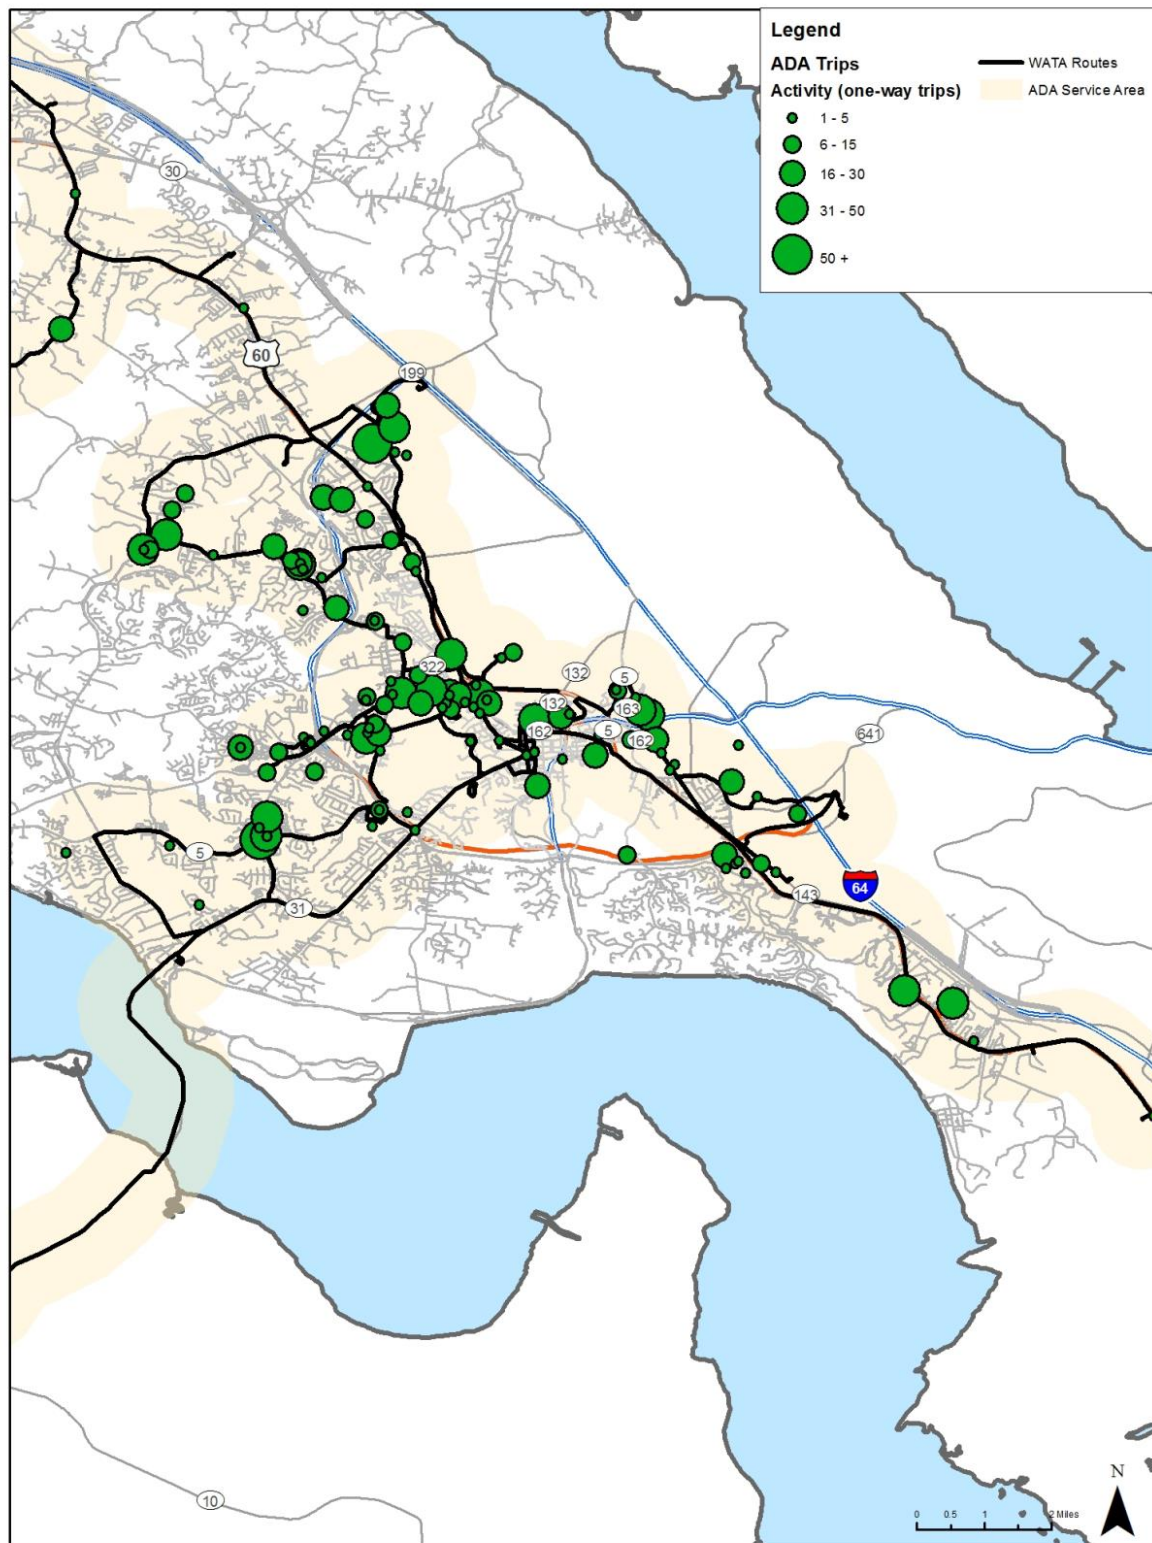 Legend
ADA Trips
WATA Routes
Activity (one-way trips)
ADA Service Area
1 - 5
6 - 15
16 - 30
31 - 50
50 +
30
60
199
322
132
5
132
163
162
5
162
641
5
31
64
143
10
N
0 0.5 1 2 Miles